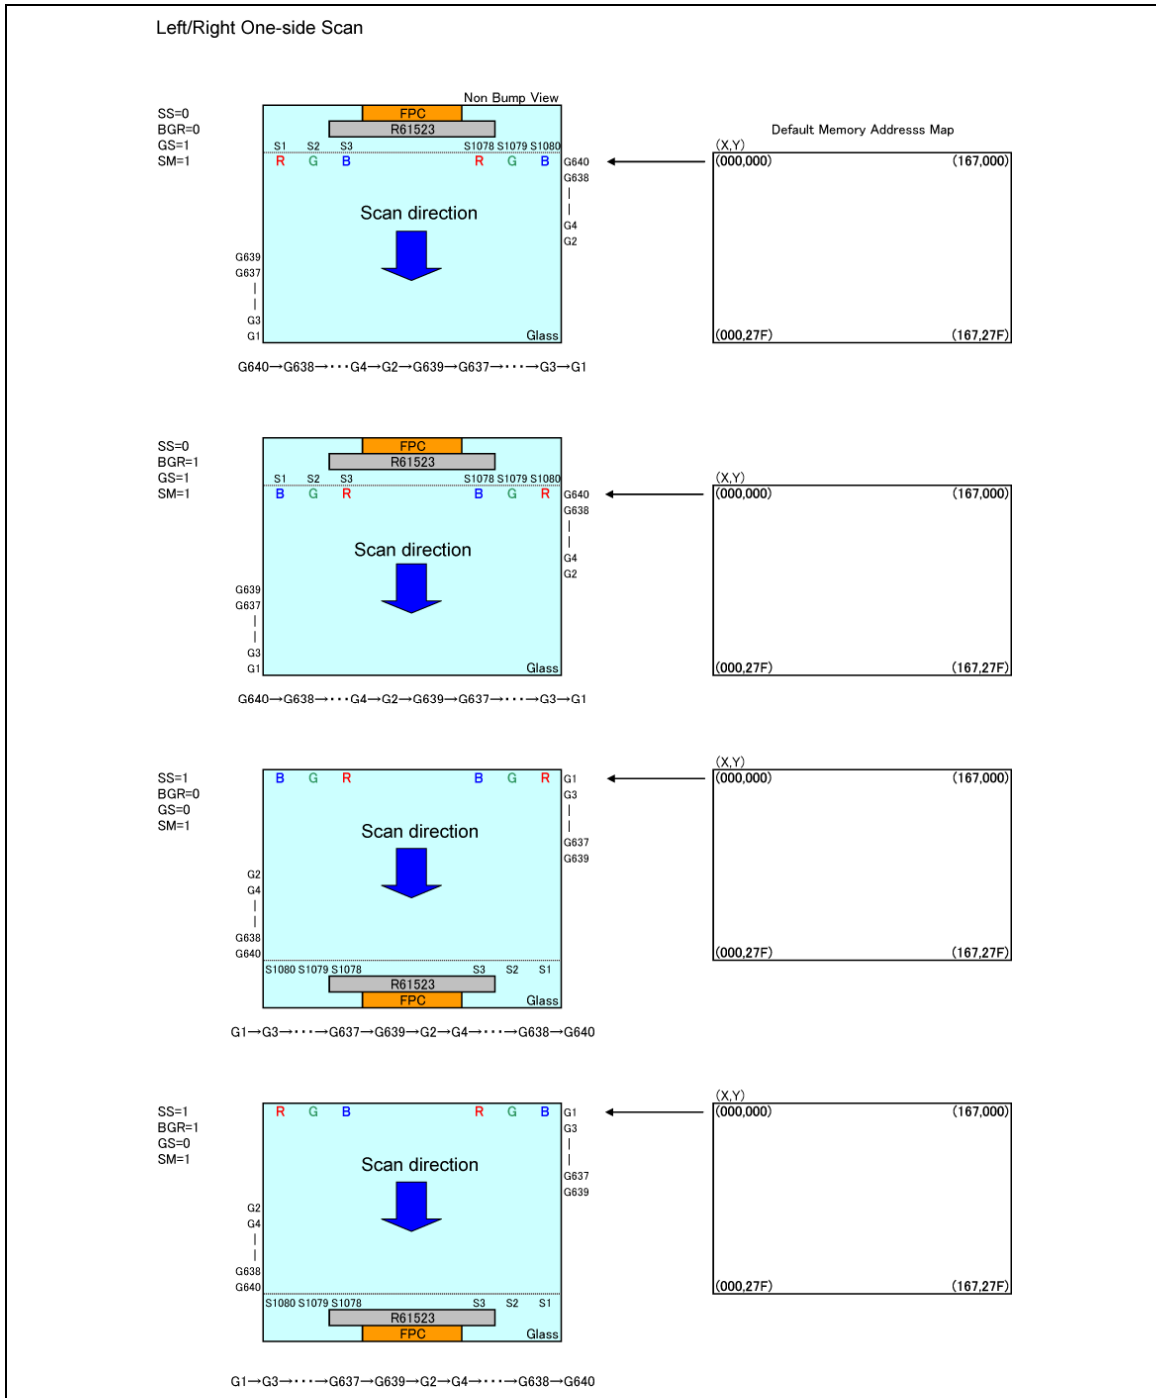 Left/Right One-side Scan
Non Bump View
SS=0
BGR=0
GS=1
SM=1
FPC
R61523
S1 S2 S3 S1078 S1079 S1080
R G B R G B
G640
G638
G4
G2
Scan direction
G639
G637
G3
G1
Glass
G640→G638→・・・G4→G2→G639→G637→・・・・→G3→G1
Default Memory Addresss Map
(X,Y)
(000,000) (167,000)
(000,27F) (167,27F)
SS=0
BGR=1
GS=1
SM=1
FPC
R61523
S1 S2 S3 S1078 S1079 S1080
B G R B G R
G640
G638
G4
G2
Scan direction
G639
G637
G3
G1
Glass
G640→G638→・・・G4→G2→G639→G637→・・・・→G3→G1
(X,Y)
(000,000) (167,000)
(000,27F) (167,27F)
SS=1
BGR=0
GS=0
SM=1
B G R B G R
G1
G3
G637
G639
Scan direction
G2
G4
G638
G640
S1080 S1079 S1078 S3 S2 S1
R61523
FPC
Glass
G1→G3→・・・・→G637→G639→G2→G4→・・・・→G638→G640
(X,Y)
(000,000) (167,000)
(000,27F) (167,27F)
SS=1
BGR=1
GS=0
SM=1
R G B R G B
G1
G3
G637
G639
Scan direction
G2
G4
G638
G640
S1080 S1079 S1078 S3 S2 S1
R61523
FPC
Glass
G1→G3→・・・・→G637→G639→G2→G4→・・・・→G638→G640
(X,Y)
(000,000) (167,000)
(000,27F) (167,27F)